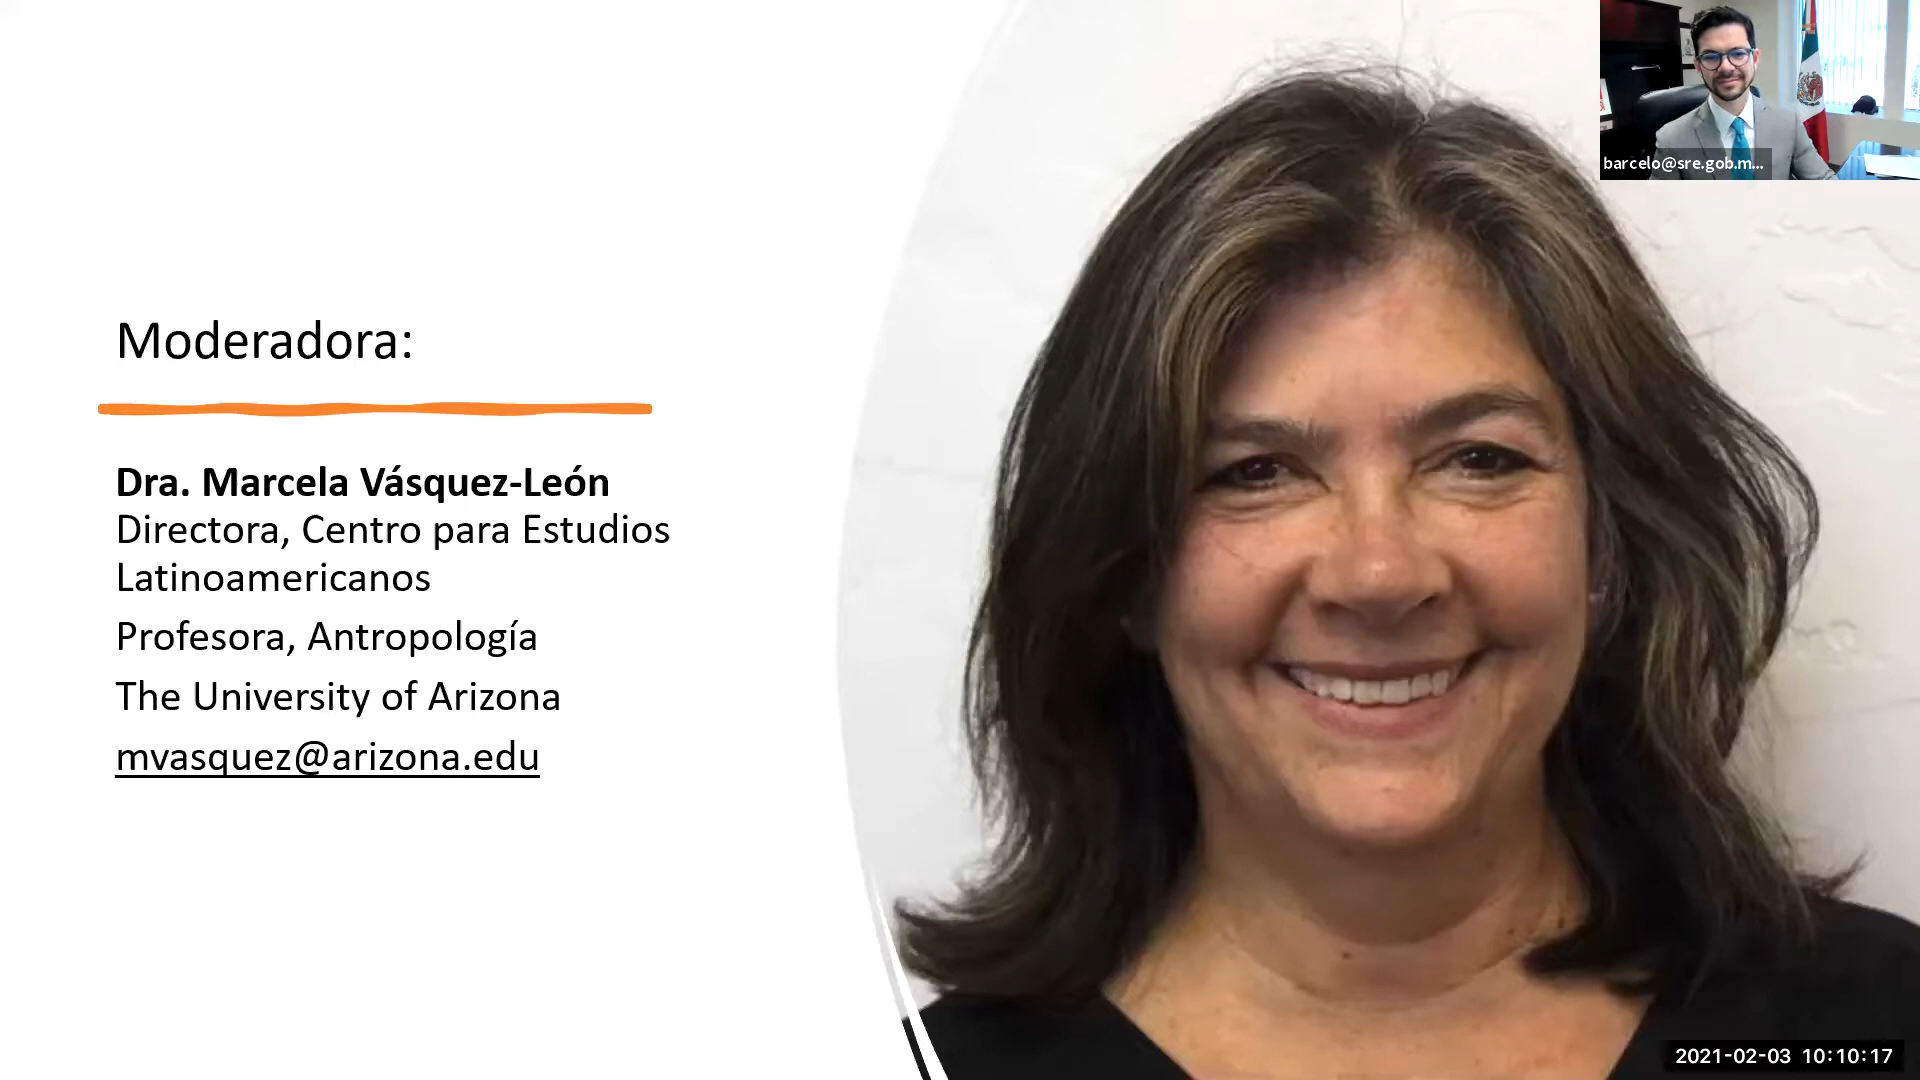 Moderadora:
Dra. Marcela Vásquez-León
Directora, Centro para Estudios
Latinoamericanos
Profesora, Antropología
The University of Arizona
mvasquez@arizona.edu
barcelo@sre.gob.m...
2021-02-03 10:10:17